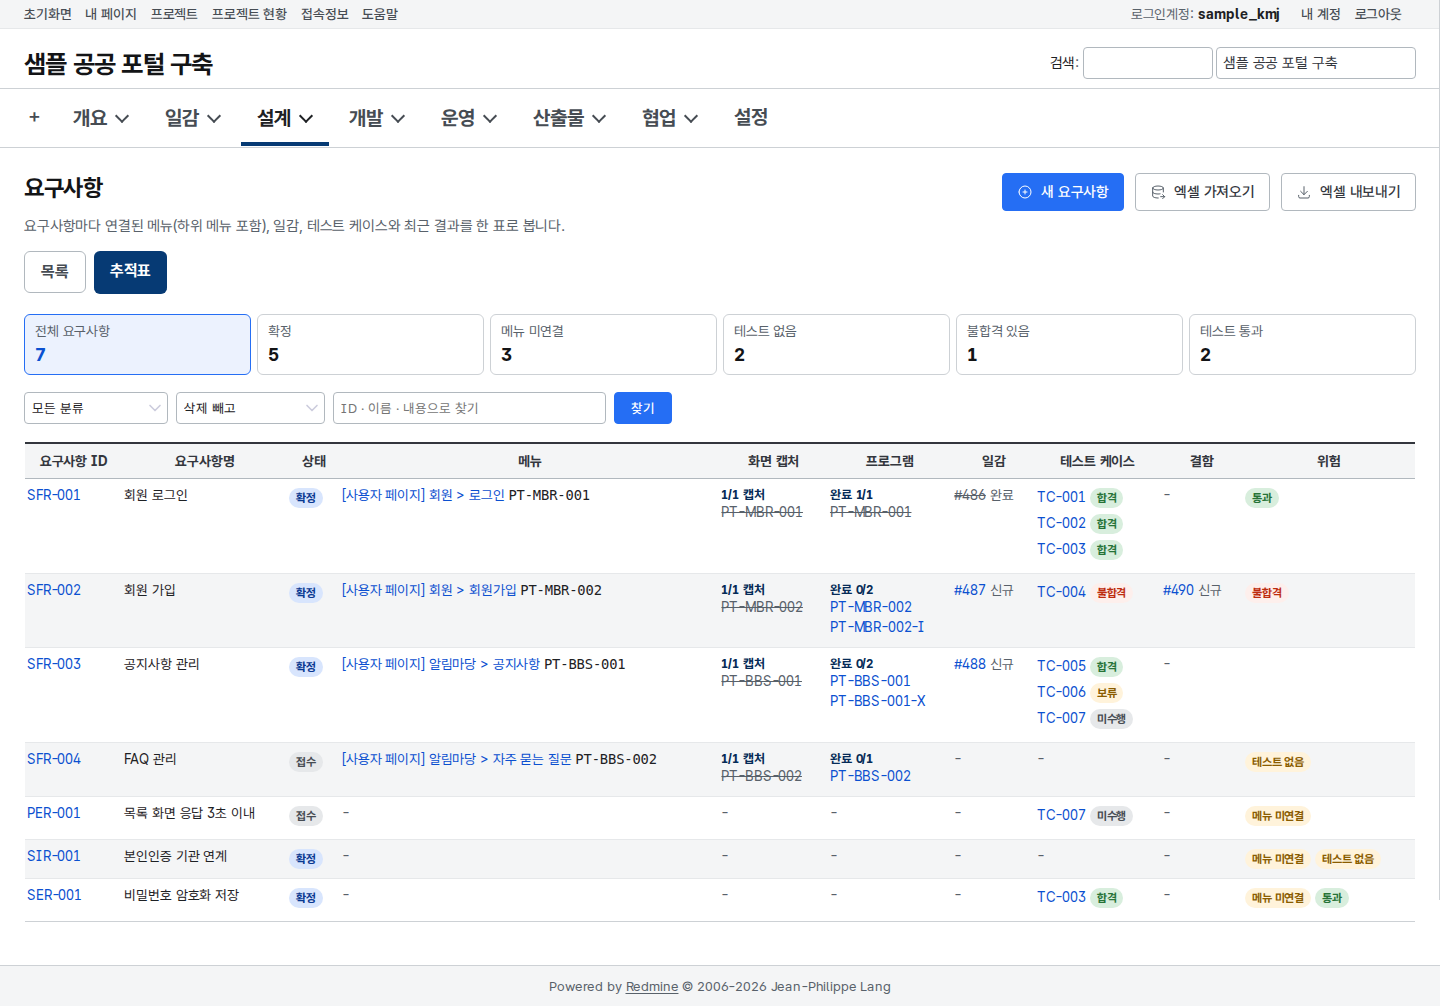 초기화면 내 페이지 프로젝트 프로젝트 현황 접속정보 도움말 로그인계정: sample_kmj 내 계정 로그아웃
샘플 공공 포털 구축 검색: 샘플 공공 포털 구축
+ 개요 일감 설계 개발 운영 산출물 협업 설정
요구사항 새 요구사항 엑셀 가져오기 엑셀 내보내기
요구사항마다 연결된 메뉴(하위 메뉴 포함), 일감, 테스트 케이스와 최근 결과를 한 표로 봅니다.
목록 추적표
전체 요구사항 확정 메뉴 미연결 테스트 없음 불합격 있음 테스트 통과
7 5 3 2 1 2
모든 분류 삭제 빼고 ID · 이름 · 내용으로 찾기 찾기
요구사항 ID 요구사항명 상태 메뉴 화면 캡처 프로그램 일감 테스트 케이스 결함 위험
SFR-001 회원 로그인 확정 [사용자 페이지] 회원 > 로그인 PT-MBR-001 1/1 캡처 완료 1/1 #486 완료 TC-001 합격 - 통과
PT-MBR-001 PT-MBR-001
TC-002 합격
TC-003 합격
SFR-002 회원 가입 확정 [사용자 페이지] 회원 > 회원가입 PT-MBR-002 1/1 캡처 완료 0/2 #487 신규 TC-004 불합격 #490 신규 불합격
PT-MBR-002 PT-MBR-002
PT-MBR-002-I
SFR-003 공지사항 관리 확정 [사용자 페이지] 알림마당 > 공지사항 PT-BBS-001 1/1 캡처 완료 0/2 #488 신규 TC-005 합격 -
PT-BBS-001 PT-BBS-001
TC-006 보류
PT-BBS-001-X
TC-007 미수행
SFR-004 FAQ 관리 접수 [사용자 페이지] 알림마당 > 자주 묻는 질문 PT-BBS-002 1/1 캡처 완료 0/1 - - - 테스트 없음
PT-BBS-002 PT-BBS-002
PER-001 목록 화면 응답 3초 이내 접수 - - - - TC-007 미수행 - 메뉴 미연결
SIR-001 본인인증 기관 연계 확정 - - - - - - 메뉴 미연결 테스트 없음
SER-001 비밀번호 암호화 저장 확정 - - - - TC-003 합격 - 메뉴 미연결 통과
Powered by Redmine © 2006-2026 Jean-Philippe Lang